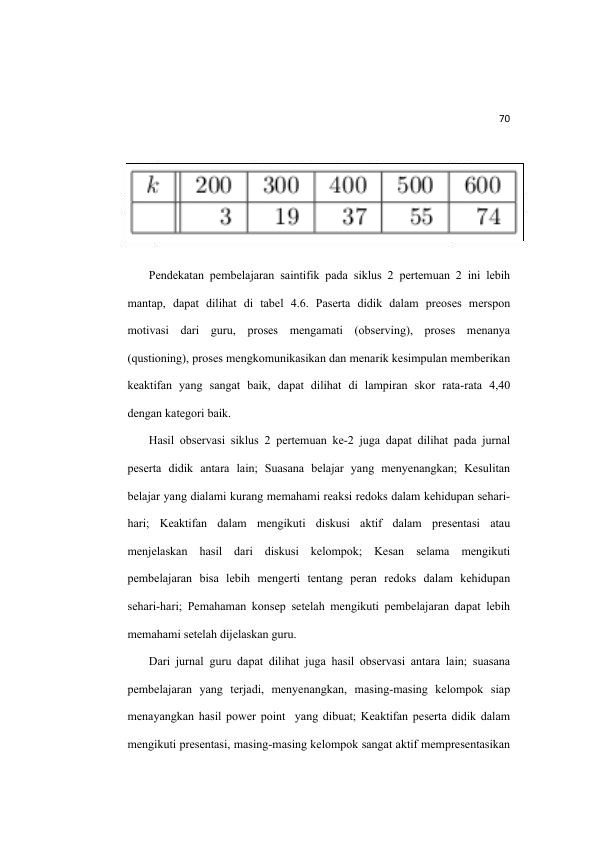 70
k 200 300 400 500 600
3 19 37 55 74
Pendekatan pembelajaran saintifik pada siklus 2 pertemuan 2 ini lebih
mantap, dapat dilihat di tabel 4.6. Paserta didik dalam preoses merspon
motivasi dari guru, proses mengamati (observing), proses menanya
(qustioning), proses mengkomunikasikan dan menarik kesimpulan memberikan
keaktifan yang sangat baik, dapat dilihat di lampiran skor rata-rata 4,40
dengan kategori baik.
Hasil observasi siklus 2 pertemuan ke-2 juga dapat dilihat pada jurnal
peserta didik antara lain; Suasana belajar yang menyenangkan; Kesulitan
belajar yang dialami kurang memahami reaksi redoks dalam kehidupan sehari-
hari; Keaktifan dalam mengikuti diskusi aktif dalam presentasi atau
menjelaskan hasil dari diskusi kelompok; Kesan selama mengikuti
pembelajaran bisa lebih mengerti tentang peran redoks dalam kehidupan
sehari-hari; Pemahaman konsep setelah mengikuti pembelajaran dapat lebih
memahami setelah dijelaskan guru.
Dari jurnal guru dapat dilihat juga hasil observasi antara lain; suasana
pembelajaran yang terjadi, menyenangkan, masing-masing kelompok siap
menayangkan hasil power point yang dibuat; Keaktifan peserta didik dalam
mengikuti presentasi, masing-masing kelompok sangat aktif mempresentasikan